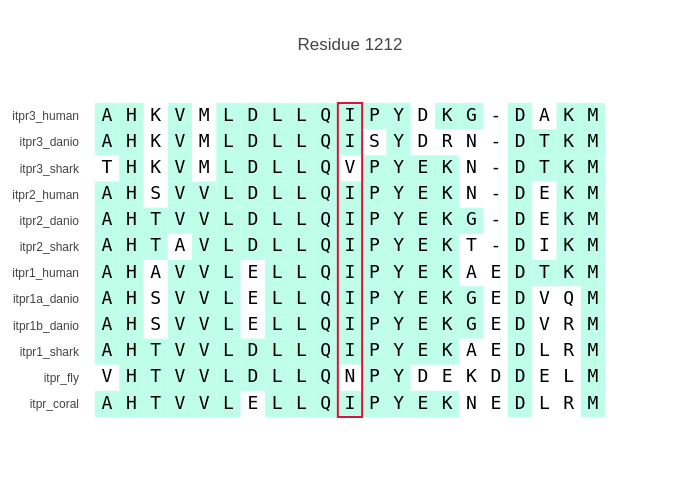 Residue 1212
itpr3_human A H K V M L D L L Q I P Y D K G - D A K M
itpr3_danio A H K V M L D L L Q I S Y D R N - D T K M
itpr3_shark T H K V M L D L L Q V P Y E K N - D T K M
itpr2_human A H S V V L D L L Q I P Y E K N - D E K M
itpr2_danio A H T V V L D L L Q I P Y E K G - D E K M
itpr2_shark A H T A V L D L L Q I P Y E K T - D I K M
itpr1_human A H A V V L E L L Q I P Y E K A E D T K M
itpr1a_danio A H S V V L E L L Q I P Y E K G E D V Q M
itpr1b_danio A H S V V L E L L Q I P Y E K G E D V R M
itpr1_shark A H T V V L D L L Q I P Y E K A E D L R M
itpr_fly V H T V V L D L L Q N P Y D E K D D E L M
itpr_coral A H T V V L E L L Q I P Y E K N E D L R M